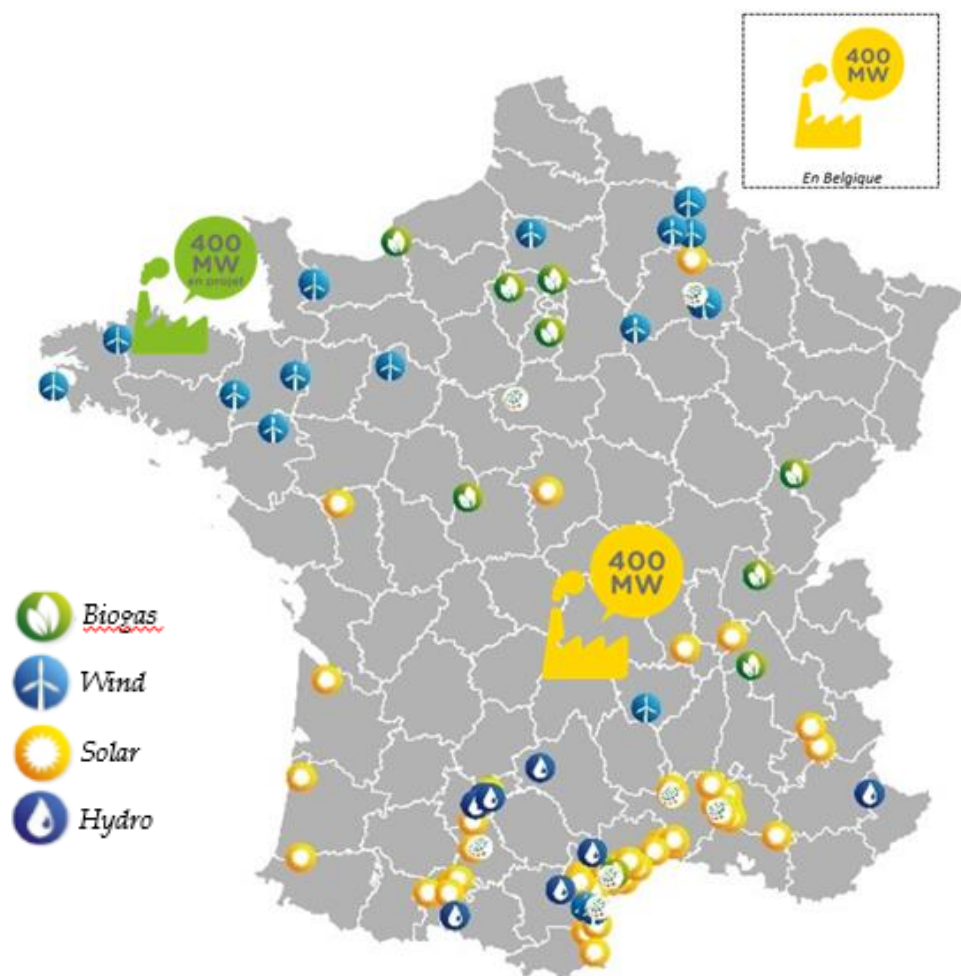 400
MW
En Belgique
400
MW
en projet
400
MW
Biogas
Wind
Solar
Hydro